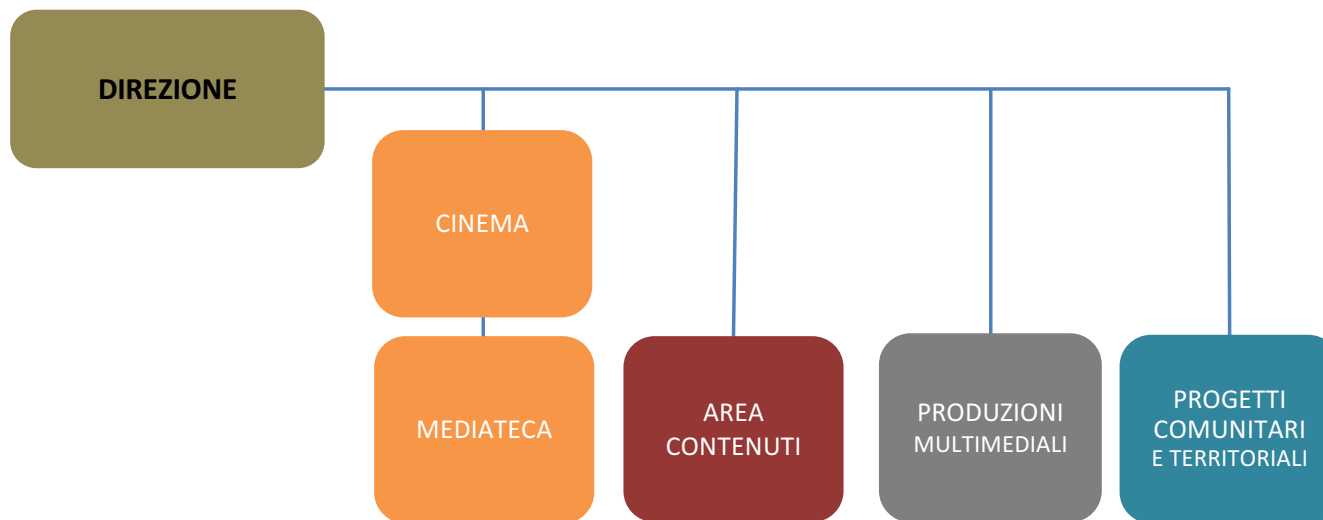 DIREZIONE
CINEMA
MEDIATECA
AREA
CONTENUTI
PRODUZIONI
MULTIMEDIALI
PROGETTI
COMUNITARI
E TERRITORIALI